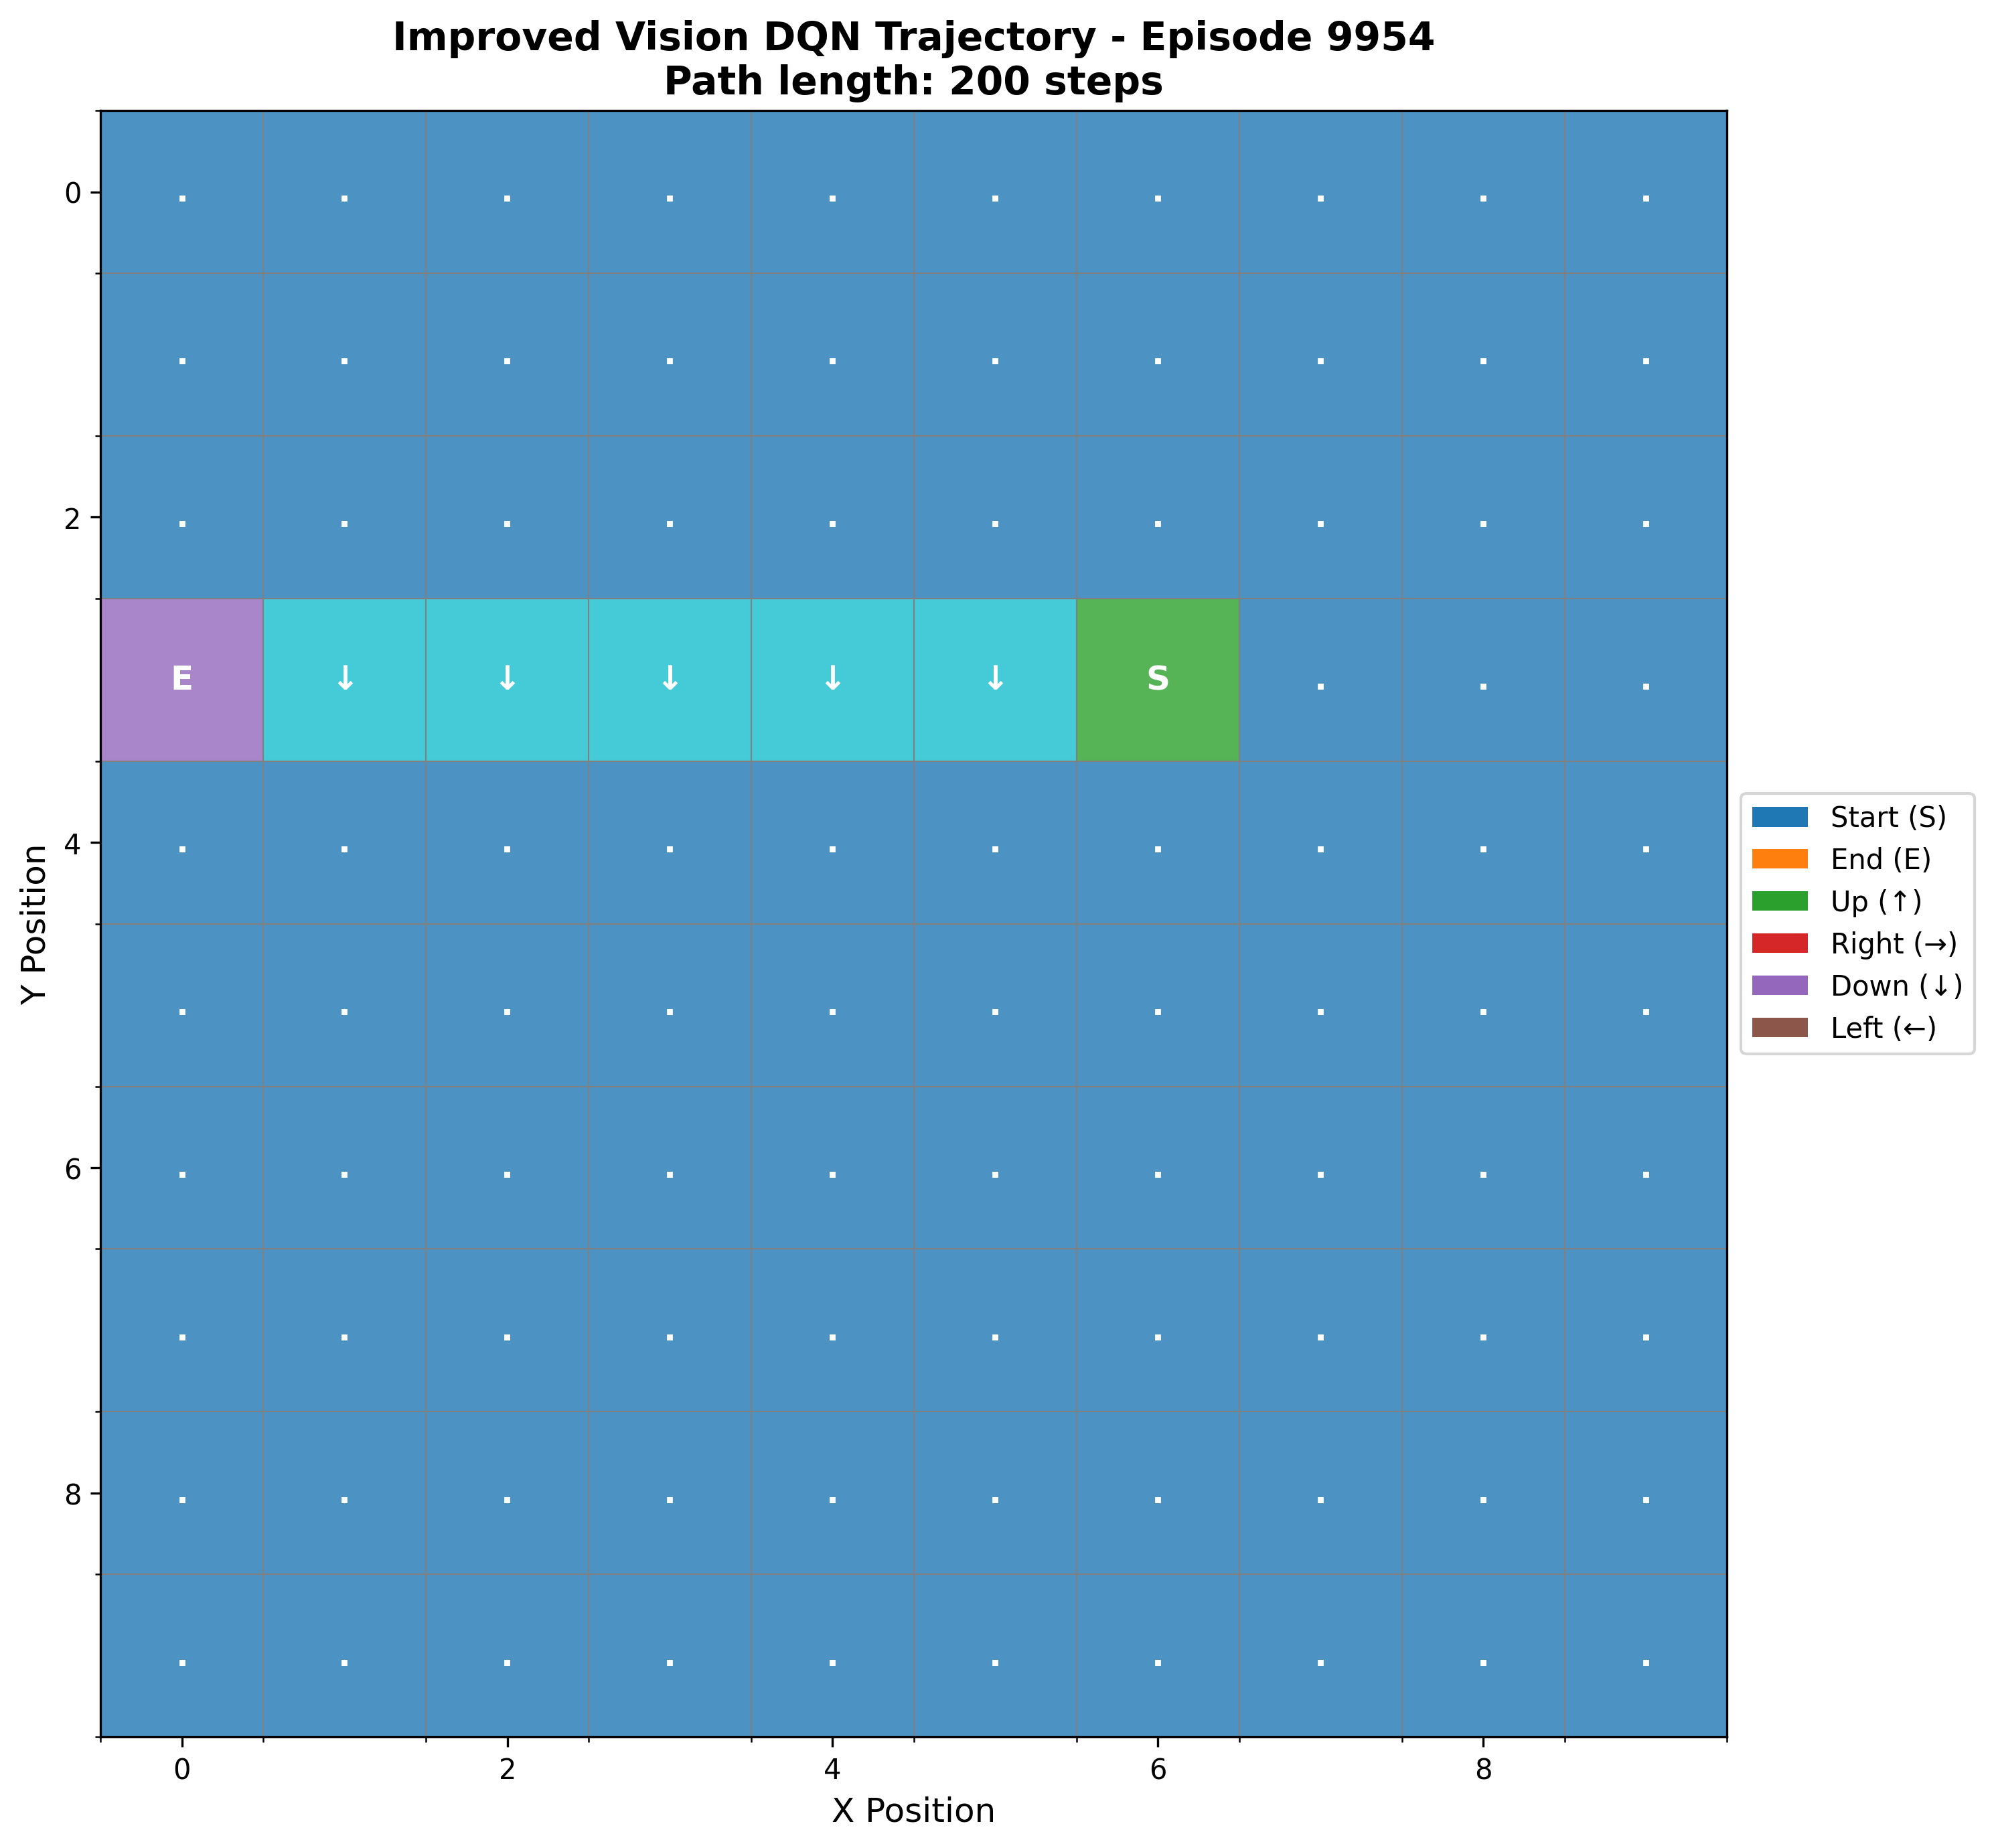 Improved Vision DQN Trajectory - Episode 9954
Path length: 200 steps
0
2
E ↓ ↓ ↓ ↓ ↓ S
4
6
8
Y Position
0 2 4 6 8
X Position
Start (S)
End (E)
Up (↑)
Right (→)
Down (↓)
Left (←)